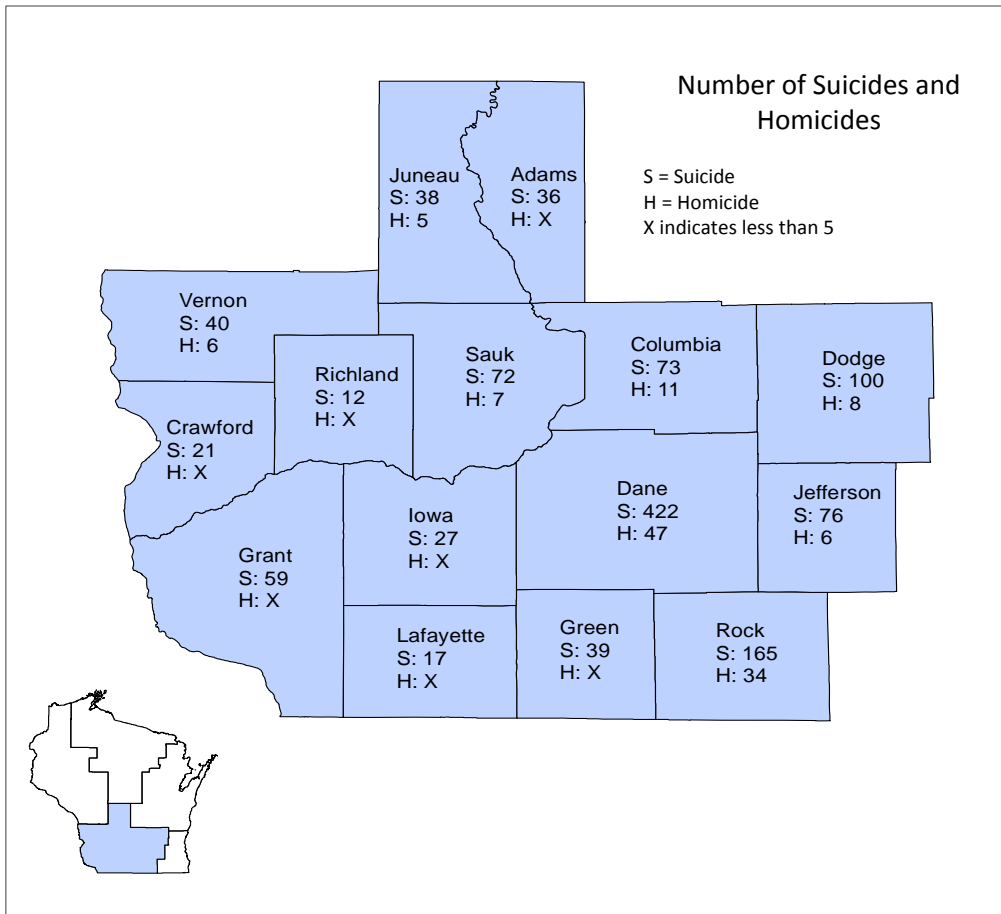 Number of Suicides and
Homicides
S = Suicide
H = Homicide
X indicates less than 5
Juneau
S: 38
H: 5
Adams
S: 36
H: X
Vernon
S: 40
H: 6
Richland
S: 12
H: X
Sauk
S: 72
H: 7
Columbia
S: 73
H: 11
Dodge
S: 100
H: 8
Crawford
S: 21
H: X
Grant
S: 59
H: X
Iowa
S: 27
H: X
Dane
S: 422
H: 47
Jefferson
S: 76
H: 6
Lafayette
S: 17
H: X
Green
S: 39
H: X
Rock
S: 165
H: 34